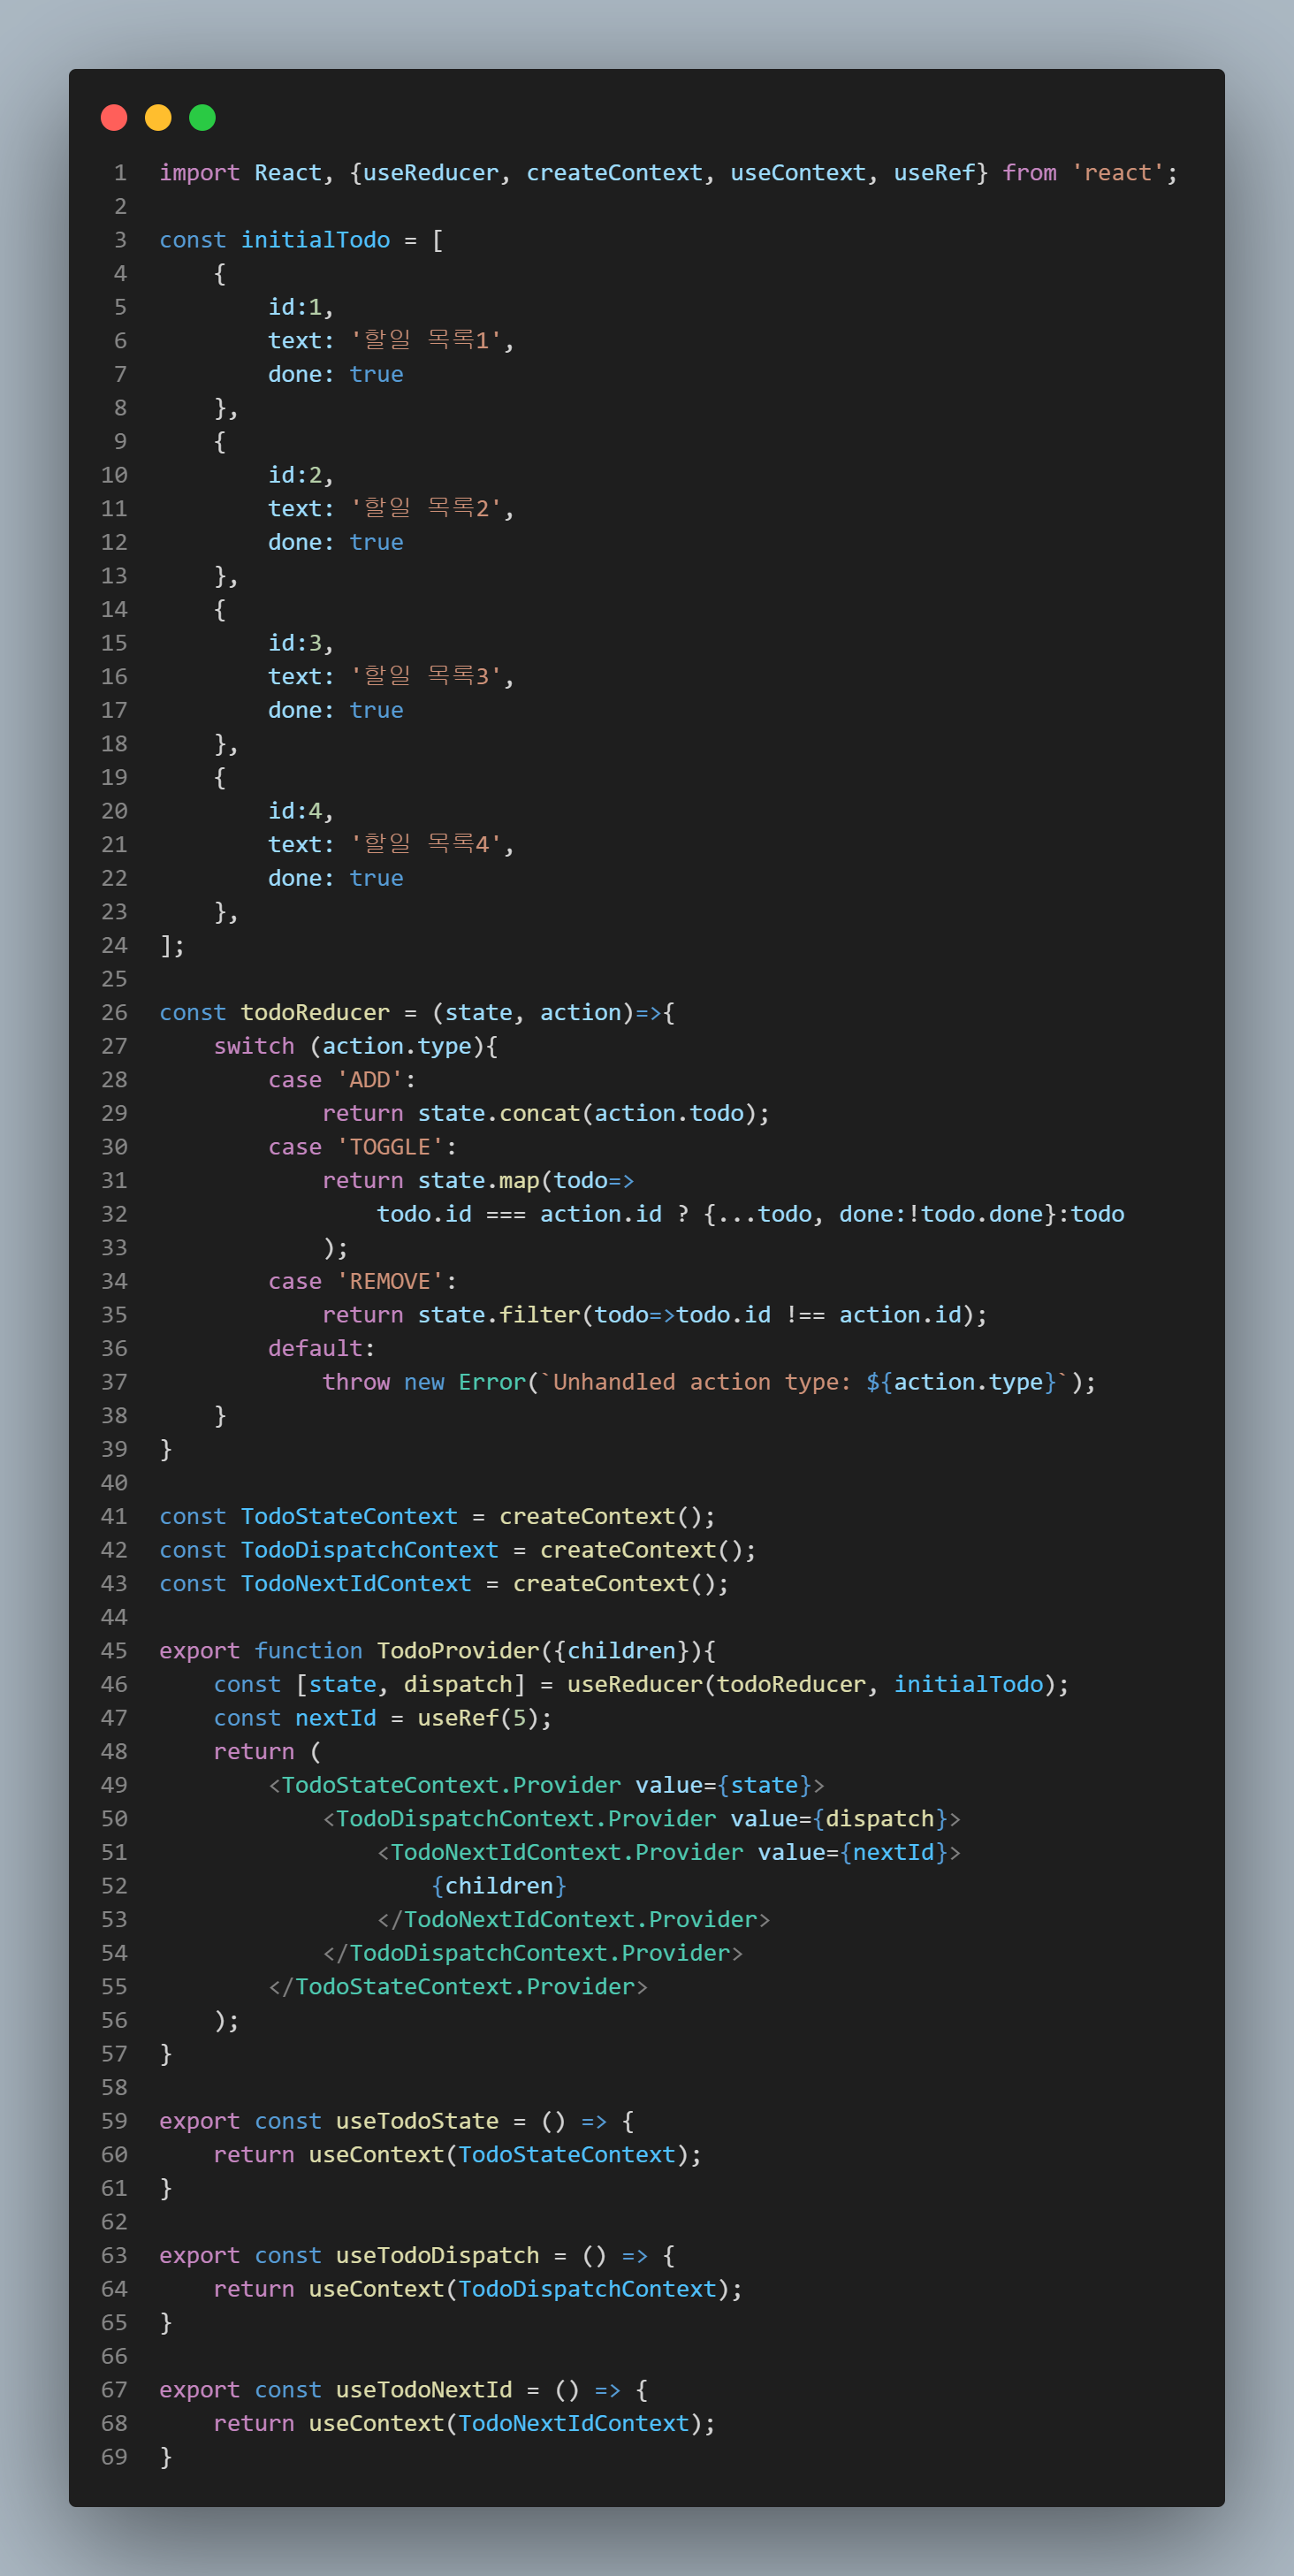 1 import React, {useReducer, createContext, useContext, useRef} from 'react';
2
3 const initialTodo = [
4     {
5         id:1,
6         text: '할일 목록1',
7         done: true
8     },
9     {
10         id:2,
11         text: '할일 목록2',
12         done: true
13     },
14     {
15         id:3,
16         text: '할일 목록3',
17         done: true
18     },
19     {
20         id:4,
21         text: '할일 목록4',
22         done: true
23     },
24 ];
25
26 const todoReducer = (state, action)=>{
27     switch (action.type){
28         case 'ADD':
29             return state.concat(action.todo);
30         case 'TOGGLE':
31             return state.map(todo=>
32                 todo.id === action.id ? {...todo, done:!todo.done}:todo
33             );
34         case 'REMOVE':
35             return state.filter(todo=>todo.id !== action.id);
36         default:
37             throw new Error(`Unhandled action type: ${action.type}`);
38     }
39 }
40
41 const TodoStateContext = createContext();
42 const TodoDispatchContext = createContext();
43 const TodoNextIdContext = createContext();
44
45 export function TodoProvider({children}){
46     const [state, dispatch] = useReducer(todoReducer, initialTodo);
47     const nextId = useRef(5);
48     return (
49         <TodoStateContext.Provider value={state}>
50             <TodoDispatchContext.Provider value={dispatch}>
51                 <TodoNextIdContext.Provider value={nextId}>
52                     {children}
53                 </TodoNextIdContext.Provider>
54             </TodoDispatchContext.Provider>
55         </TodoStateContext.Provider>
56     );
57 }
58
59 export const useTodoState = () => {
60     return useContext(TodoStateContext);
61 }
62
63 export const useTodoDispatch = () => {
64     return useContext(TodoDispatchContext);
65 }
66
67 export const useTodoNextId = () => {
68     return useContext(TodoNextIdContext);
69 }